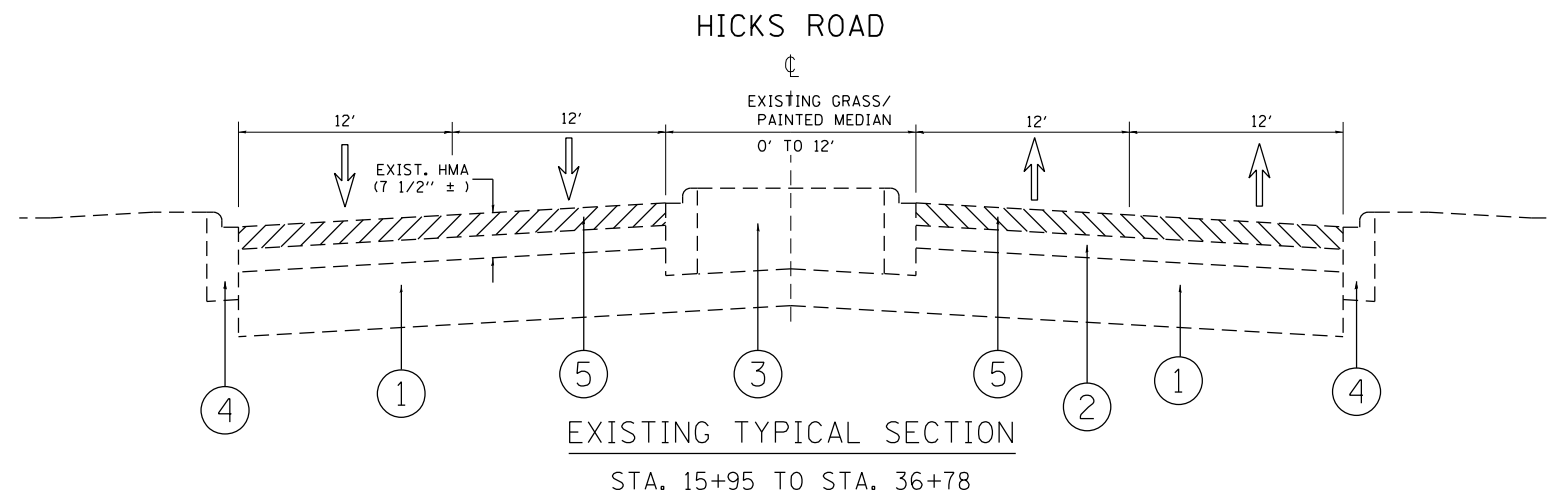 HICKS ROAD
℄
EXISTING GRASS/
PAINTED MEDIAN
0' TO 12'
12'
12'
12'
12'
EXIST. HMA
(7 1/2" ± )
4
1
5
3
5
2
1
4
EXISTING TYPICAL SECTION
STA. 15+95 TO STA. 36+78